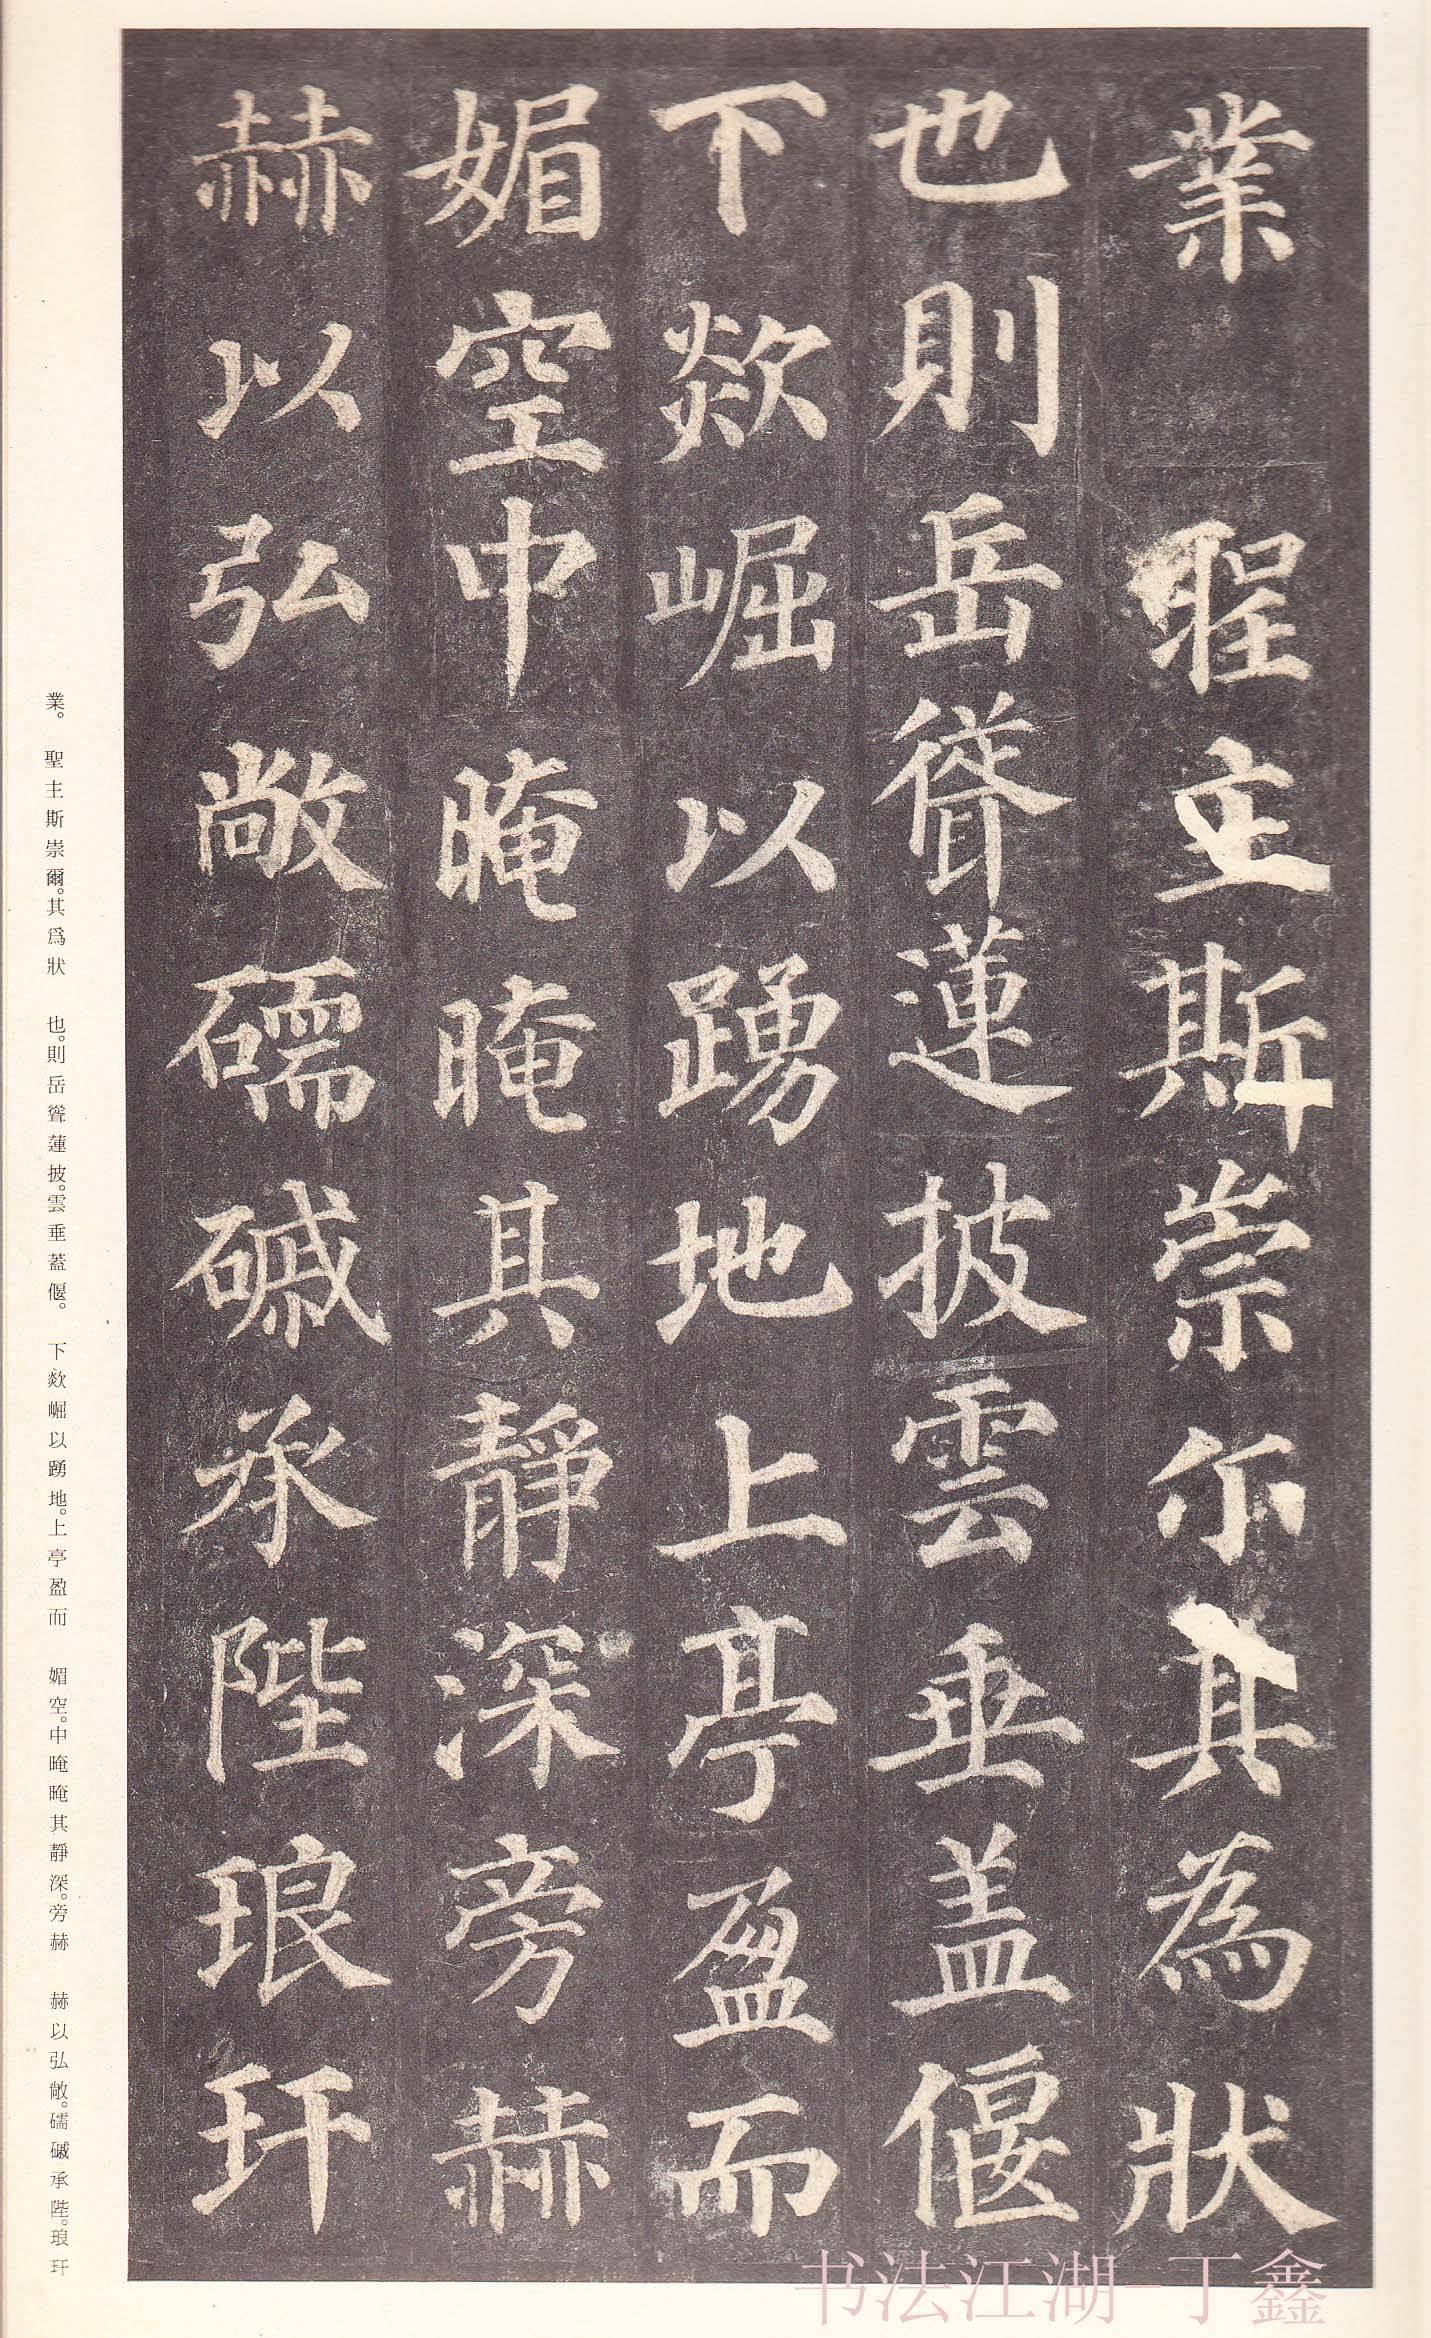 業 聖主斯崇尔其為狀
也則岳聳蓮披雲垂盖偃
下欻崛以踴地上亭盈而
媚空中晻晻其靜深旁赫
赫以弘敞礝磩承陛琅玕
業。 聖主斯崇爾。其爲狀 也。則岳聳蓮披。雲垂蓋偃。 下欻崛以踴地。上亭盈而 媚空。中晻晻其靜深。旁赫 赫以弘敞。礝磩承陛。琅玕
书法江湖-丁鑫